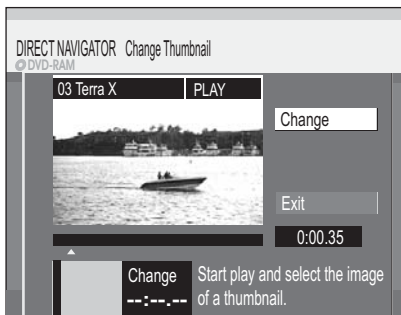 DIRECT NAVIGATOR Change Thumbnail
DVD-RAM
03 Terra X PLAY
Change
Exit
0:00.35
Change
--:--.--
Start play and select the image
of a thumbnail.